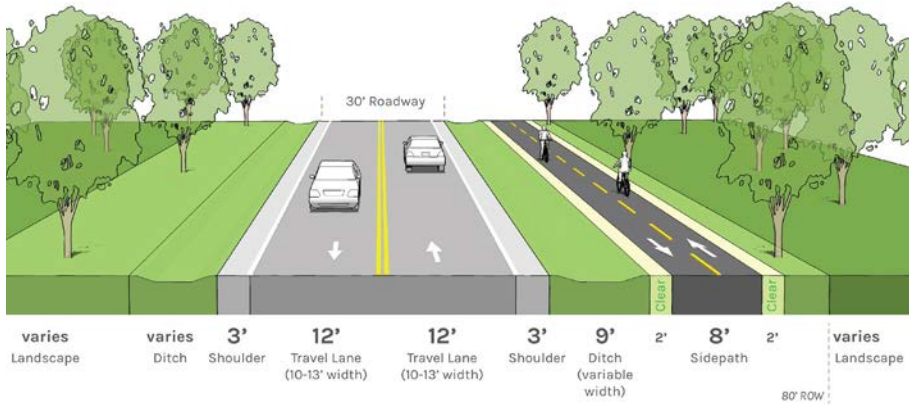 30' Roadway
Clear
Clear
varies
Landscape
varies
Ditch
3'
Shoulder
12'
Travel Lane
(10-13' width)
12'
Travel Lane
(10-13' width)
3'
Shoulder
9'
Ditch
(variable
width)
2'
8'
Sidepath
2'
varies
Landscape
80' ROW